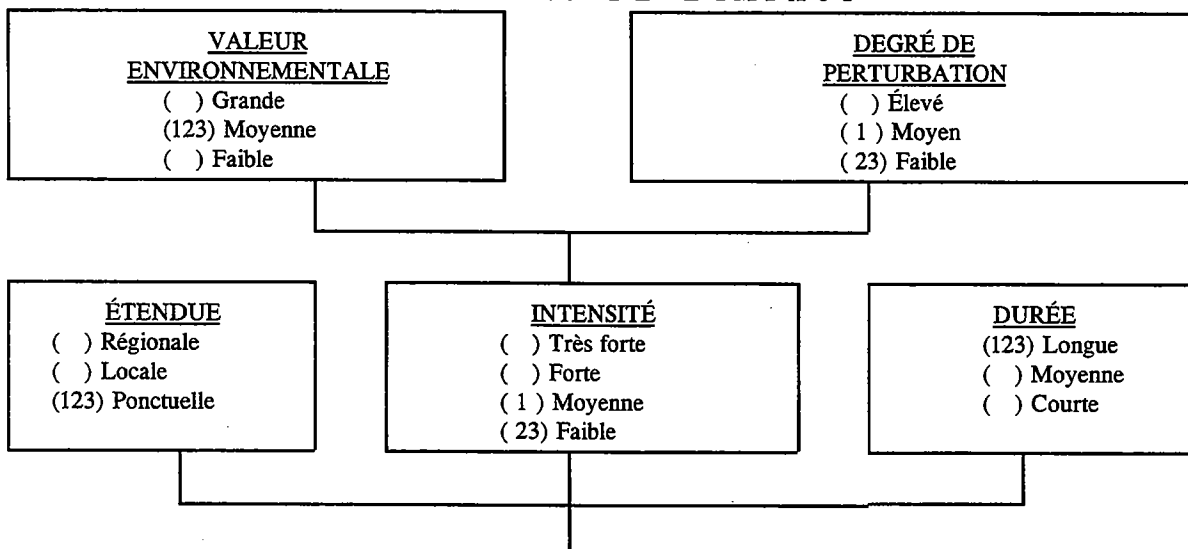 VALEUR
ENVIRONNEMENTALE
( ) Grande
(123) Moyenne
( ) Faible
DEGRÉ DE
PERTURBATION
( ) Élevé
( 1 ) Moyen
( 23) Faible
ÉTENDUE
( ) Régionale
( ) Locale
(123) Ponctuelle
INTENSITÉ
( ) Très forte
( ) Forte
( 1 ) Moyenne
( 23) Faible
DURÉE
(123) Longue
( ) Moyenne
( ) Courte